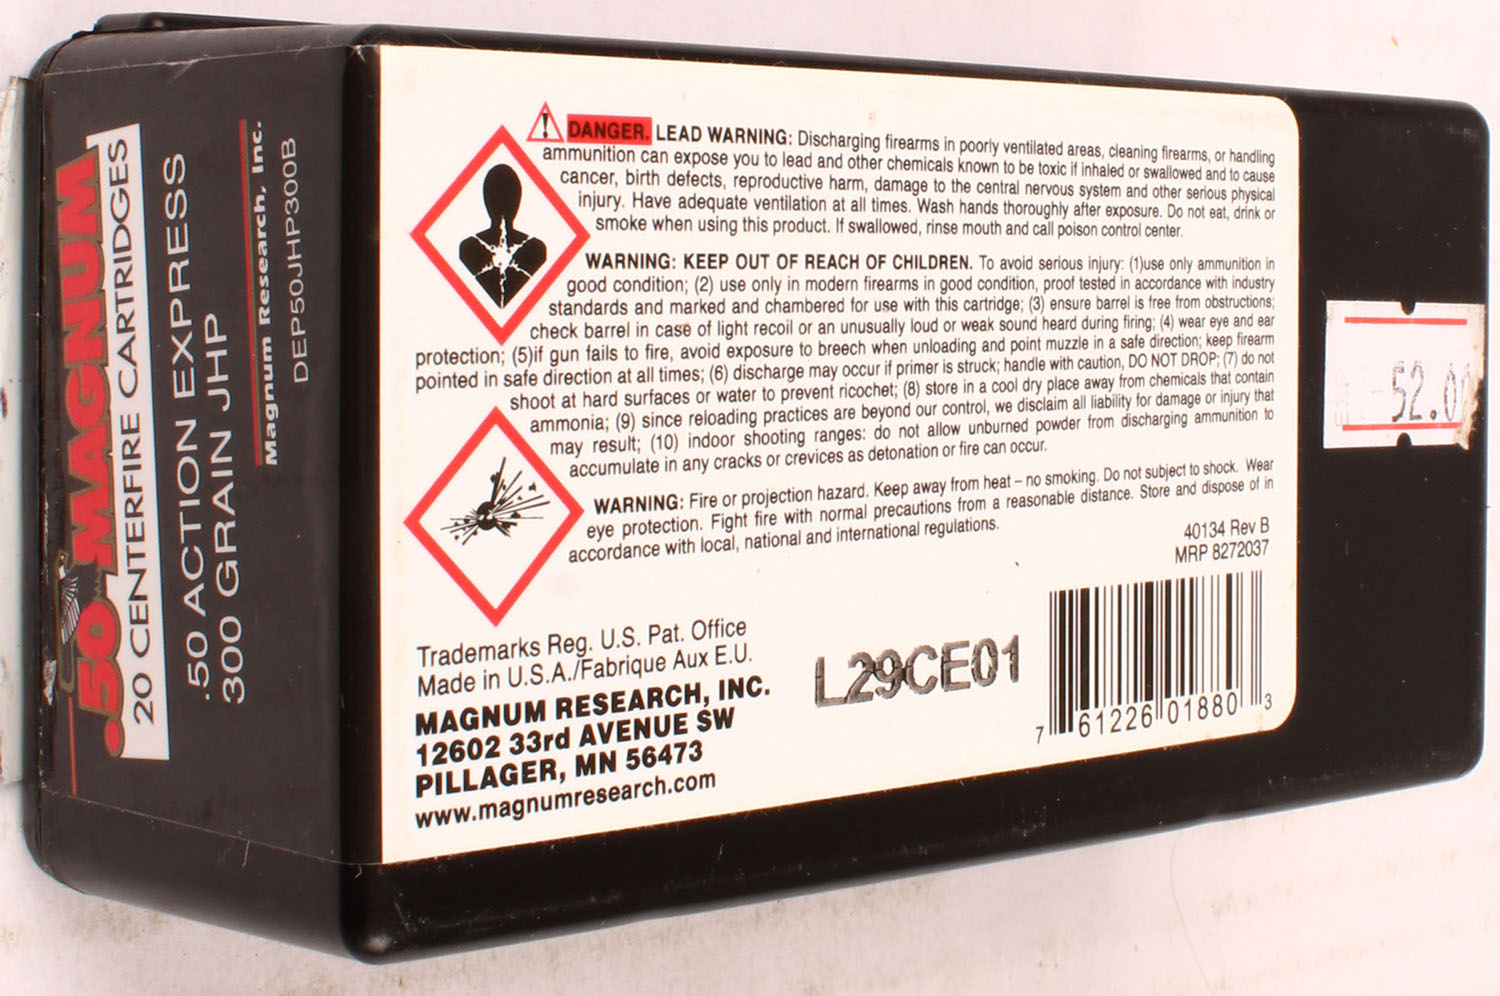 .50 MAGNUM
20 CENTERFIRE CARTRIDGES
.50 ACTION EXPRESS
300 GRAIN JHP
Magnum Research, Inc.
DEP50JHP300B
DANGER. LEAD WARNING: Discharging firearms in poorly ventilated areas, cleaning firearms, or handling
ammunition can expose you to lead and other chemicals known to be toxic if inhaled or swallowed and to cause
cancer, birth defects, reproductive harm, damage to the central nervous system and other serious physical
injury. Have adequate ventilation at all times. Wash hands thoroughly after exposure. Do not eat, drink or
smoke when using this product. If swallowed, rinse mouth and call poison control center.
WARNING: KEEP OUT OF REACH OF CHILDREN. To avoid serious injury: (1)use only ammunition in
good condition; (2) use only in modern firearms in good condition, proof tested in accordance with industry
standards and marked and chambered for use with this cartridge; (3) ensure barrel is free from obstructions;
check barrel in case of light recoil or an unusually loud or weak sound heard during firing; (4) wear eye and ear
protection; (5)if gun fails to fire, avoid exposure to breech when unloading and point muzzle in a safe direction; keep firearm
pointed in safe direction at all times; (6) discharge may occur if primer is struck; handle with caution, DO NOT DROP; (7) do not
shoot at hard surfaces or water to prevent ricochet; (8) store in a cool dry place away from chemicals that contain
ammonia; (9) since reloading practices are beyond our control, we disclaim all liability for damage or injury that
may result; (10) indoor shooting ranges: do not allow unburned powder from discharging ammunition to
accumulate in any cracks or crevices as detonation or fire can occur.
WARNING: Fire or projection hazard. Keep away from heat – no smoking. Do not subject to shock. Wear
eye protection. Fight fire with normal precautions from a reasonable distance. Store and dispose of in
accordance with local, national and international regulations.
40134 Rev B
MRP 8272037
Trademarks Reg. U.S. Pat. Office
Made in U.S.A./Fabrique Aux E.U.
MAGNUM RESEARCH, INC.
12602 33rd AVENUE SW
PILLAGER, MN 56473
www.magnumresearch.com
L29CE01
7 61226 01880 3
52.00